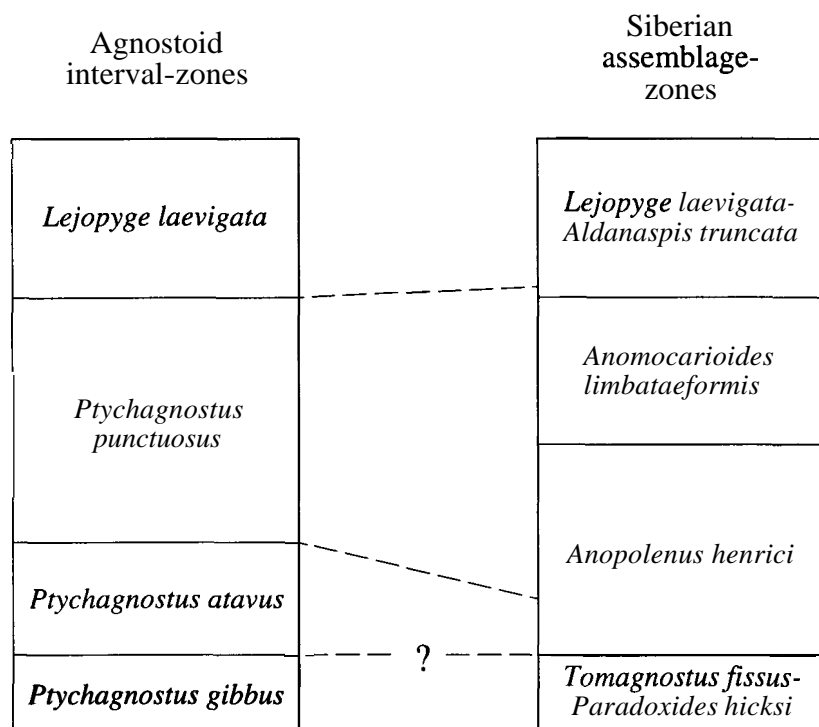 Agnostoid
interval-zones
Siberian
assemblage-
zones
Lejopyge laevigata
Ptychagnostus
punctuosus
Ptychagnostus atavus
Ptychagnostus gibbus
?
Lejopyge laevigata-
Aldanaspis truncata
Anomocarioides
limbataeformis
Anopolenus henrici
Tomagnostus fissus-
Paradoxides hicksi